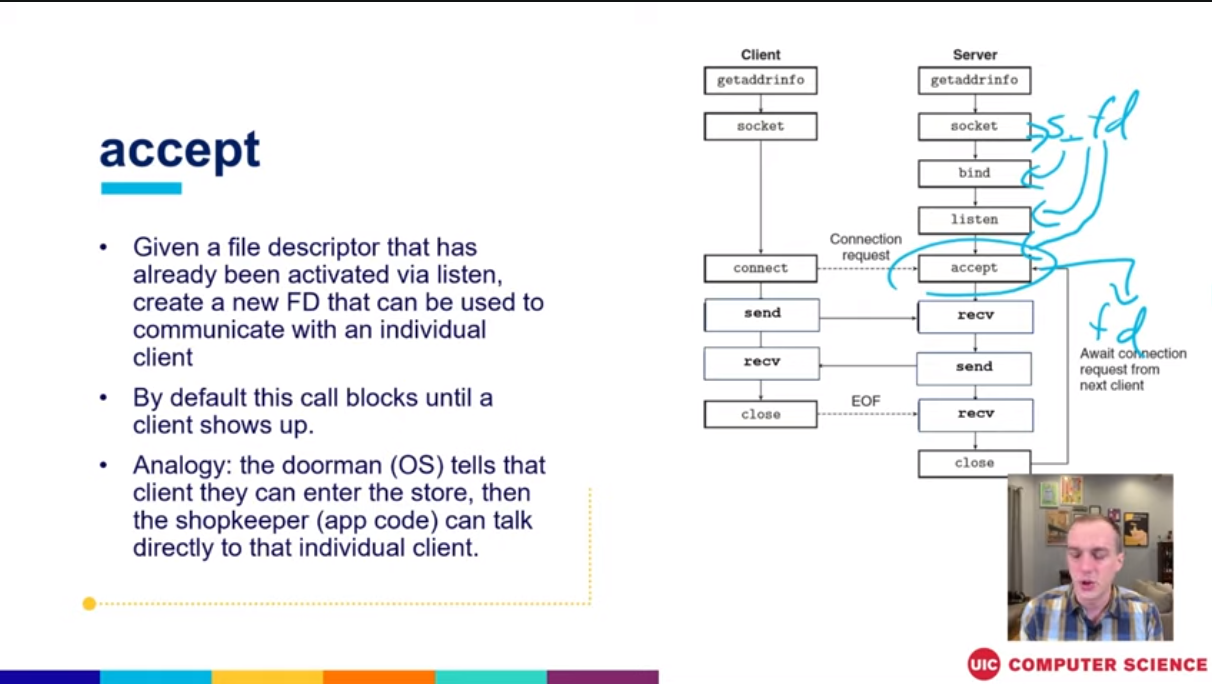 accept
• Given a file descriptor that has
already been activated via listen,
create a new FD that can be used to
communicate with an individual
client
• By default this call blocks until a
client shows up.
• Analogy: the doorman (OS) tells that
client they can enter the store, then
the shopkeeper (app code) can talk
directly to that individual client.
Client
getaddrinfo
socket
connect
send
recv
close
Connection
request
EOF
Server
getaddrinfo
socket
bind
listen
accept
recv
send
recv
close
s_fd
fd
Await connection
request from
next client
UIC COMPUTER SCIENCE